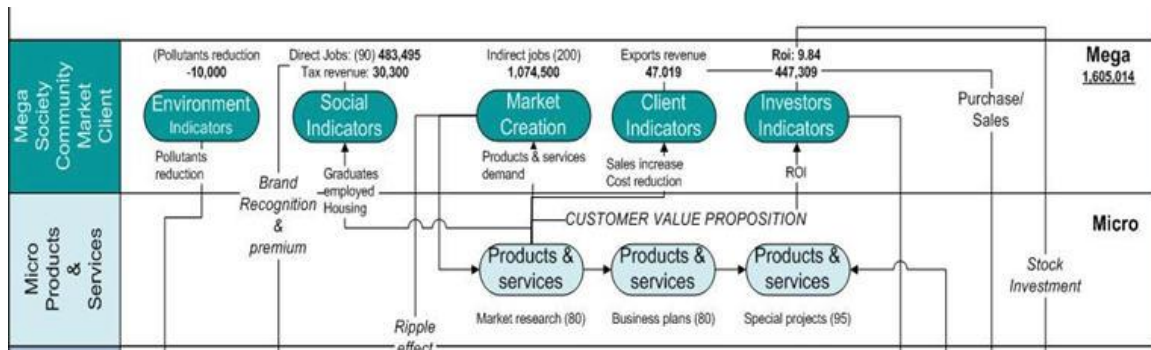 Mega
Society
Community
Market
Client
(Pollutants reduction
-10,000
Direct Jobs: (90) 483,495
Tax revenue: 30,300
Indirect jobs (200)
1,074,500
Exports revenue
47.019
Roi: 9.84
447,309
Mega
1,605,014
Environment
Indicators
Social
Indicators
Market
Creation
Client
Indicators
Investors
Indicators
Purchase/
Sales
Pollutants
reduction
Brand
Recognition
&
premium
Graduates
employed
Housing
Products & services
demand
Sales increase
Cost reduction
ROI
Micro
Products
&
Services
CUSTOMER VALUE PROPOSITION
Micro
Products &
services
Products &
services
Products &
services
Stock
Investment
Market research (80)
Business plans (80)
Special projects (95)
Ripple
effect